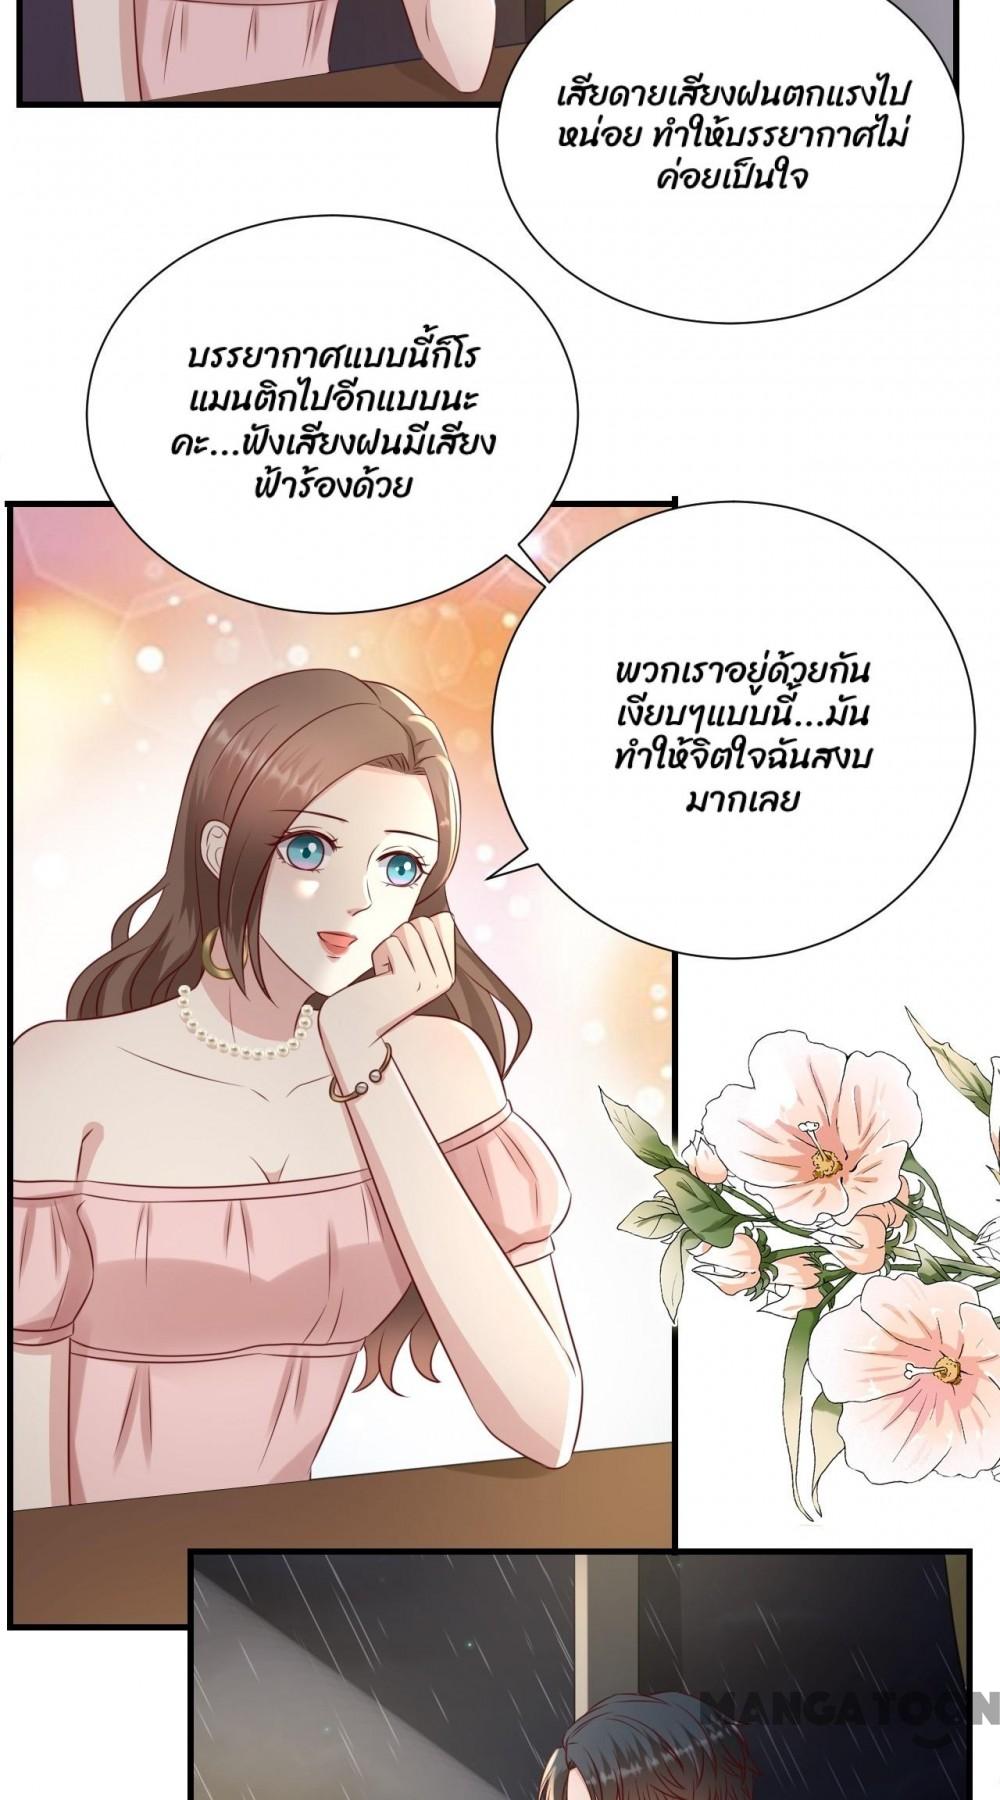 เสียดายเสียงฝนตกแรงไป
หน่อย ทำให้บรรยากาศไม่
ค่อยเป็นใจ
บรรยากาศแบบนี้ก็โร
แมนติกไปอีกแบบนะ
คะ...ฟังเสียงฝนมีเสียง
ฟ้าร้องด้วย
พวกเราอยู่ด้วยกัน
เงียบๆแบบนี้...มัน
ทำให้จิตใจฉันสงบ
มากเลย
MANGATOON